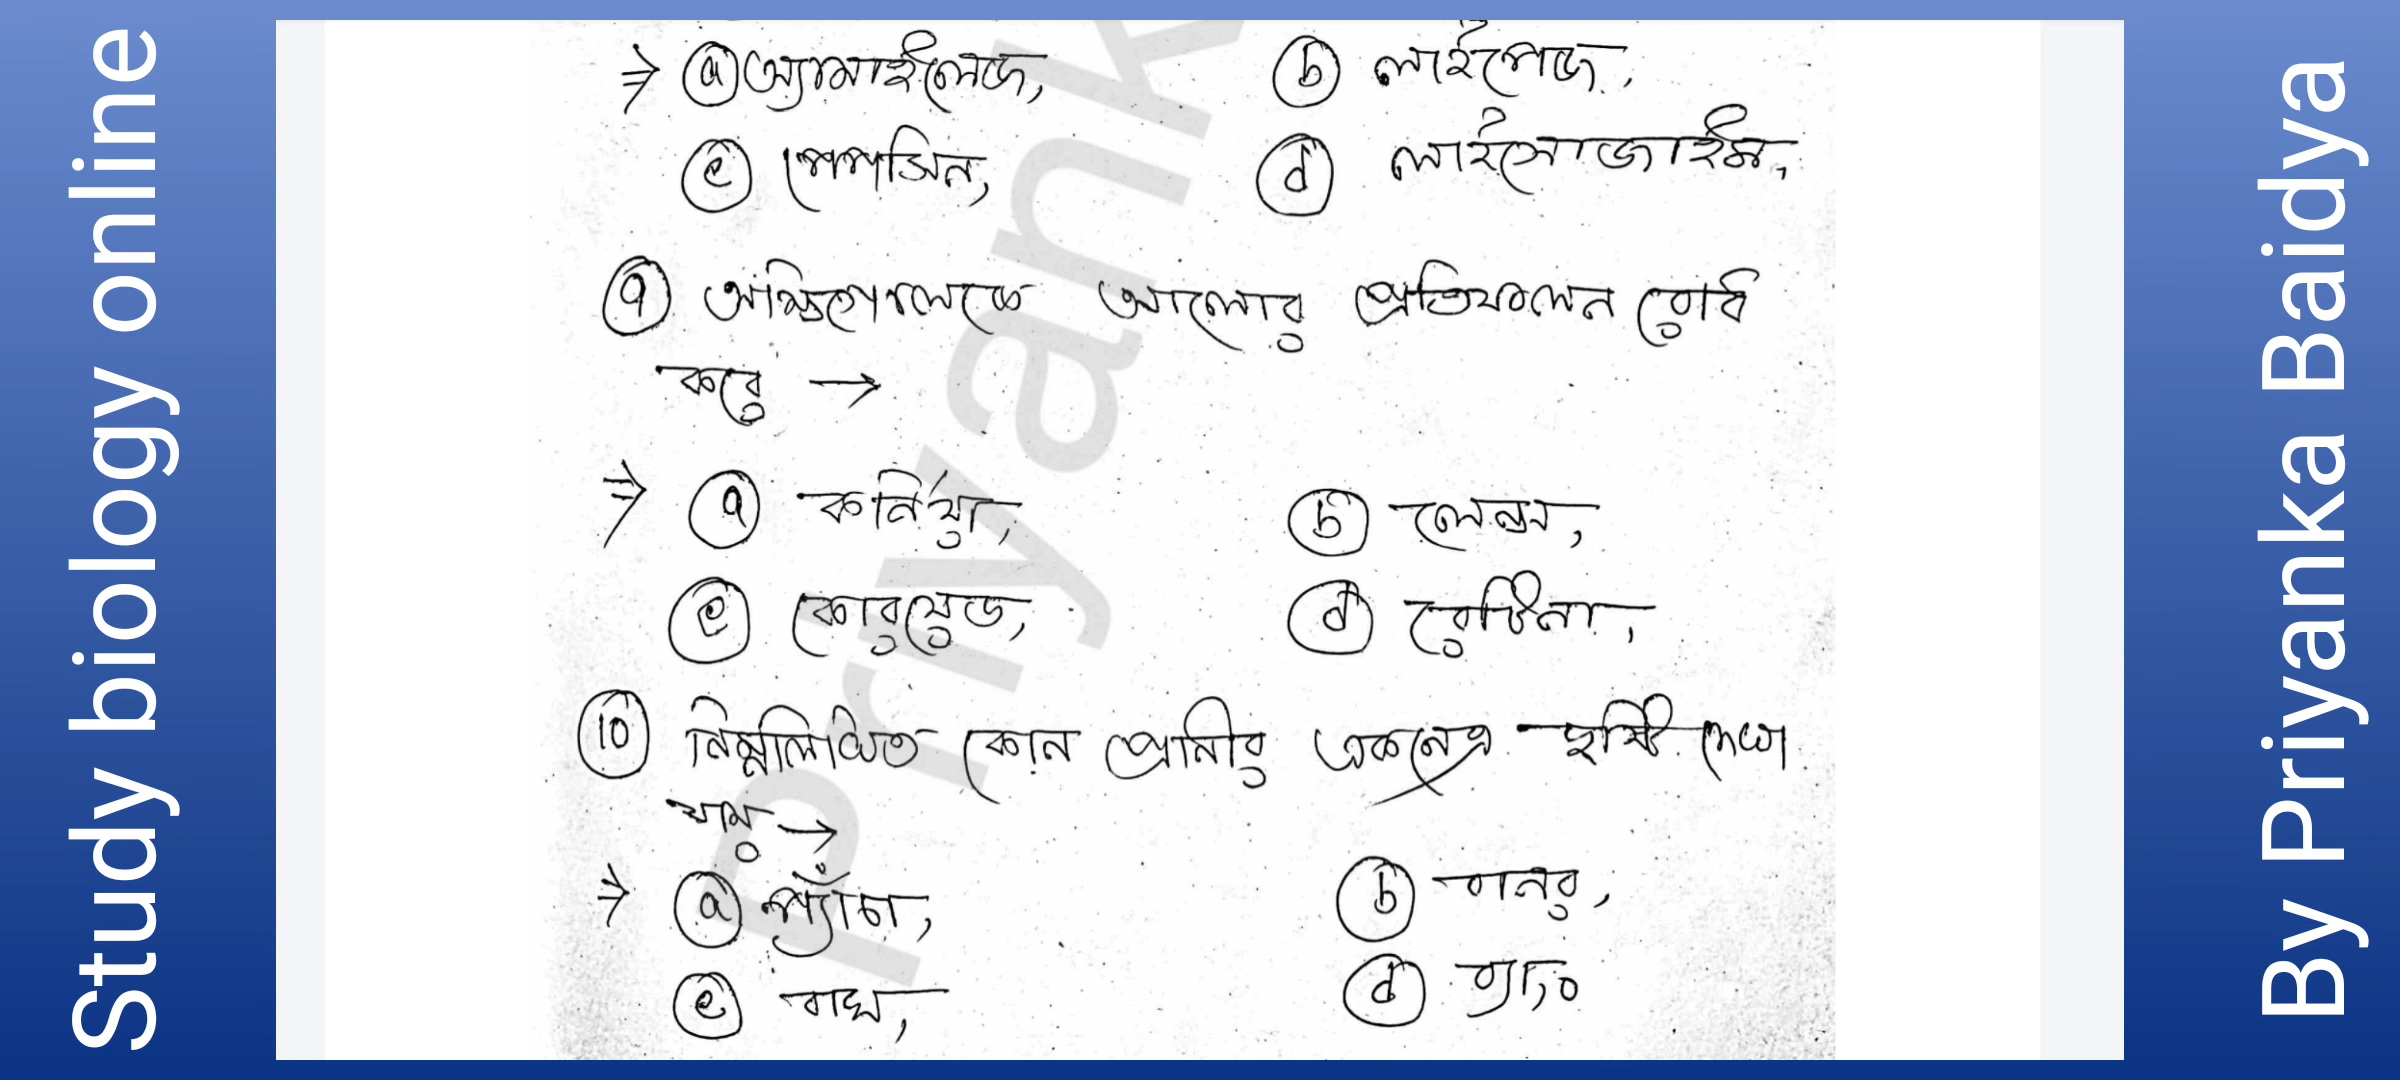 Study biology online
⇒ ⓐ অ্যামাইলেজ, ⓑ লাইপেজ,
ⓒ পেপসিন, ⓓ লাইসোজাইম,
⑨ অক্ষিগোলকে আলোর প্রতিফলন রোধ
করে →
⇒ ⓐ কর্নিয়া, ⓑ লেন্স,
ⓒ কোরয়েড, ⓓ রেটিনা,
⑩ নিম্নলিখিত কোন প্রানীর একনেত্র দৃষ্টি দেখা
যায় →
⇒ ⓐ প্যাঁচা, ⓑ বানর,
ⓒ বাঘ, ⓓ ব্যাং
Priyank
By Priyanka Baidya